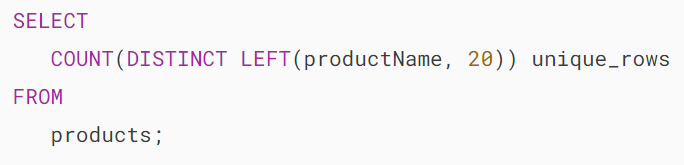 SELECT
   COUNT(DISTINCT LEFT(productName, 20)) unique_rows
FROM
   products;